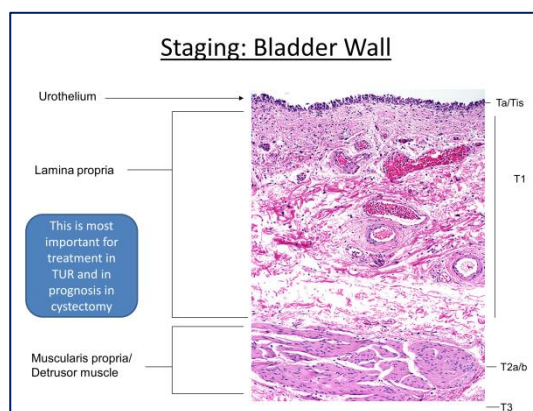 Staging: Bladder Wall
Urothelium
Ta/Tis
Lamina propria
T1
This is most
important for
treatment in
TUR and in
prognosis in
cystectomy
Muscularis propria/
Detrusor muscle
T2a/b
T3